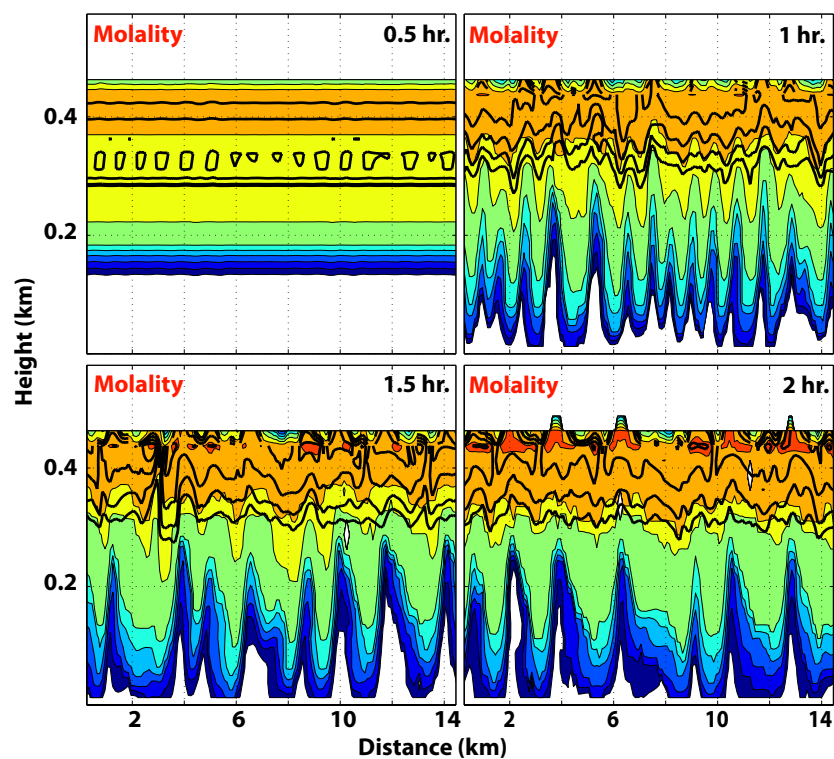 Molality 0.5 hr.
Molality 1 hr.
0.4
0.2
Height (km)
Molality 1.5 hr.
Molality 2 hr.
0.4
0.2
2 6 10 14 2 6 10 14
Distance (km)